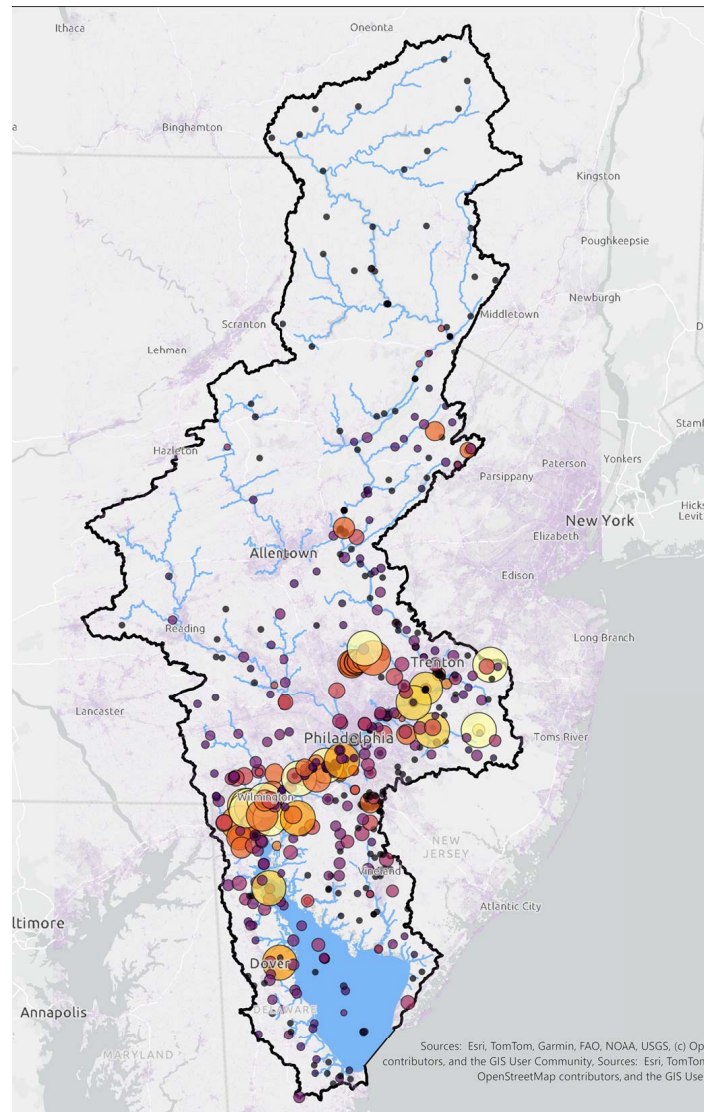 Ithaca
Oneonta
a
Binghamton
Kingston
Poughkeepsie
Newburgh
Middletown
Scranton
D
Lehman
Stamf
Hazleton
Paterson
Yonkers
Parsippany
Hicks
Levit
New York
Elizabeth
Allentown
Edison
Reading
Long Branch
Trenton
Lancaster
Philadelphia
Toms River
Wilmington
NEW
JERSEY
Vineland
Atlantic City
ltimore
Dover
DELAWARE
Annapolis
MARYLAND
Sources: Esri, TomTom, Garmin, FAO, NOAA, USGS, (c) Op
contributors, and the GIS User Community, Sources: Esri, TomTom
OpenStreetMap contributors, and the GIS User